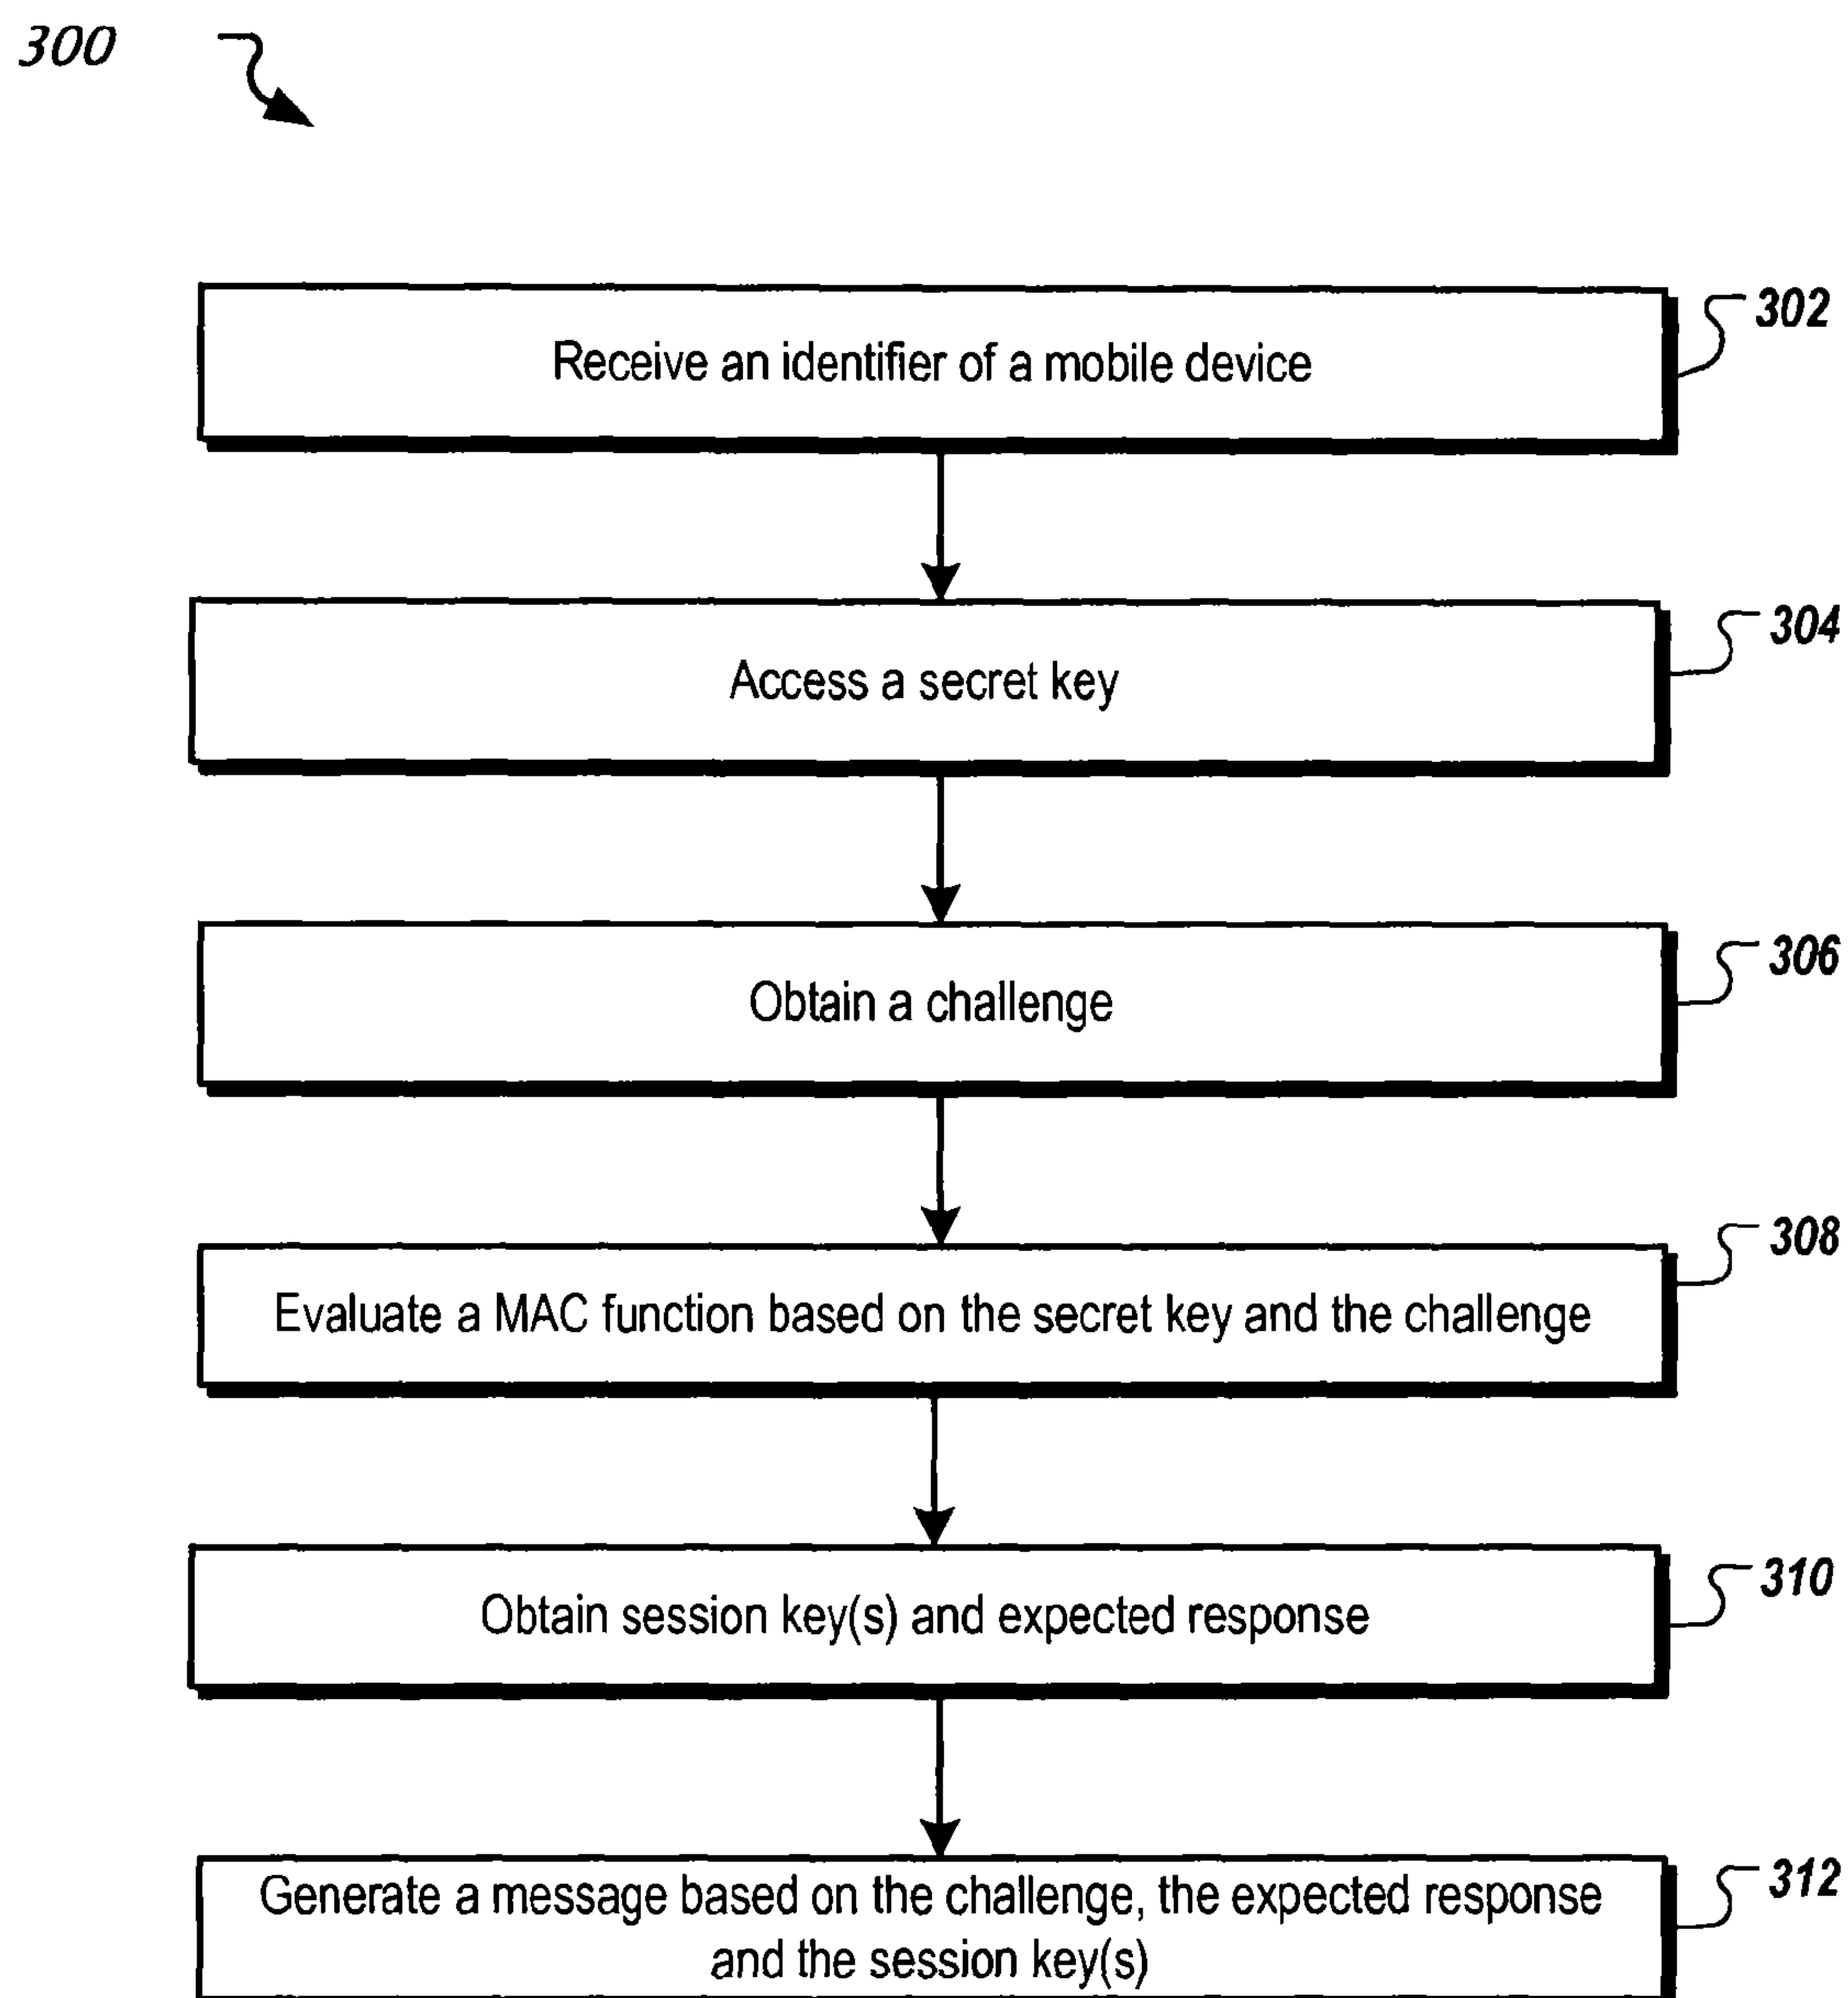 300
302
Receive an identifier of a mobile device
304
Access a secret key
306
Obtain a challenge
308
Evaluate a MAC function based on the secret key and the challenge
310
Obtain session key(s) and expected response
312
Generate a message based on the challenge, the expected response
and the session key(s)